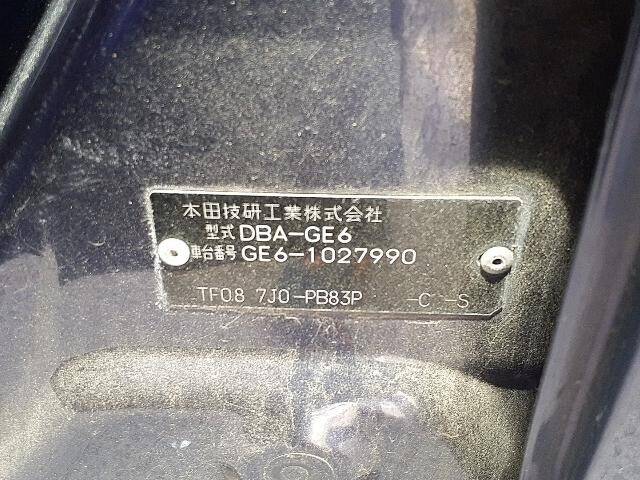 本田技研工業株式会社
型式 DBA-GE6
車台番号 GE6-1027990
TF08 7J0-PB83P -C -S